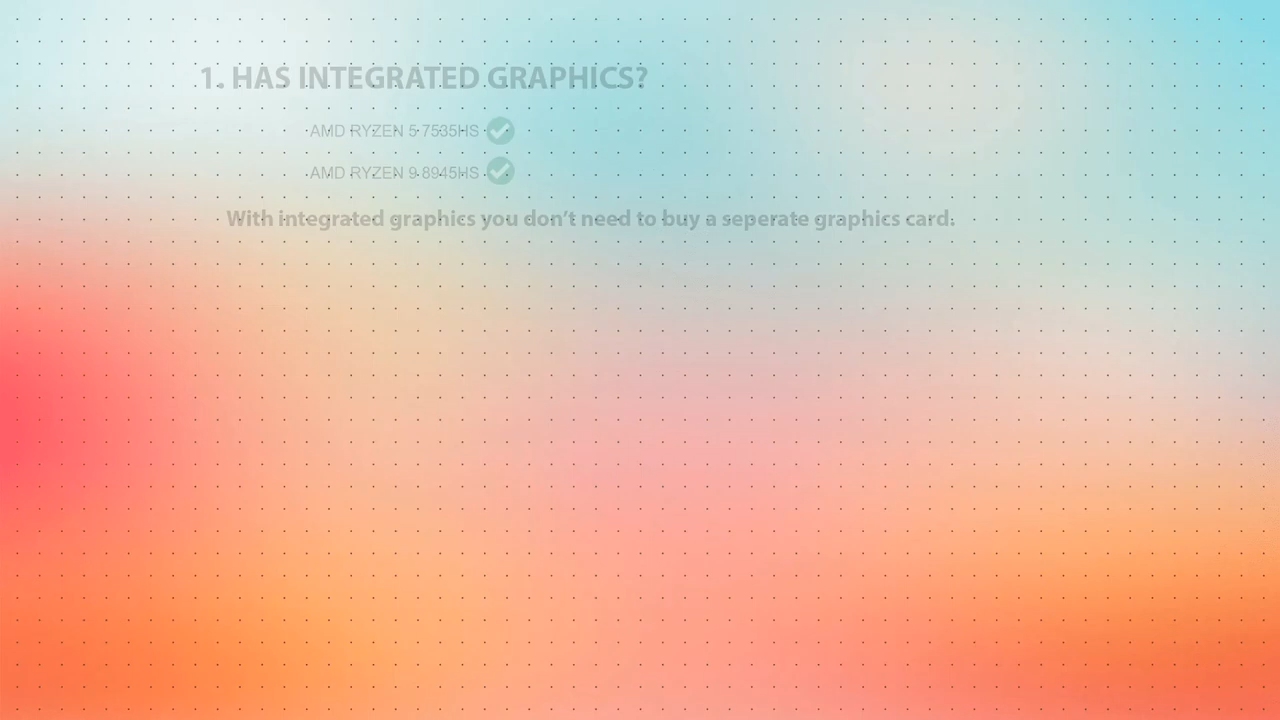 1. HAS INTEGRATED GRAPHICS?
AMD RYZEN 5 7535HS
AMD RYZEN 9 8945HS
With integrated graphics you don’t need to buy a seperate graphics card.